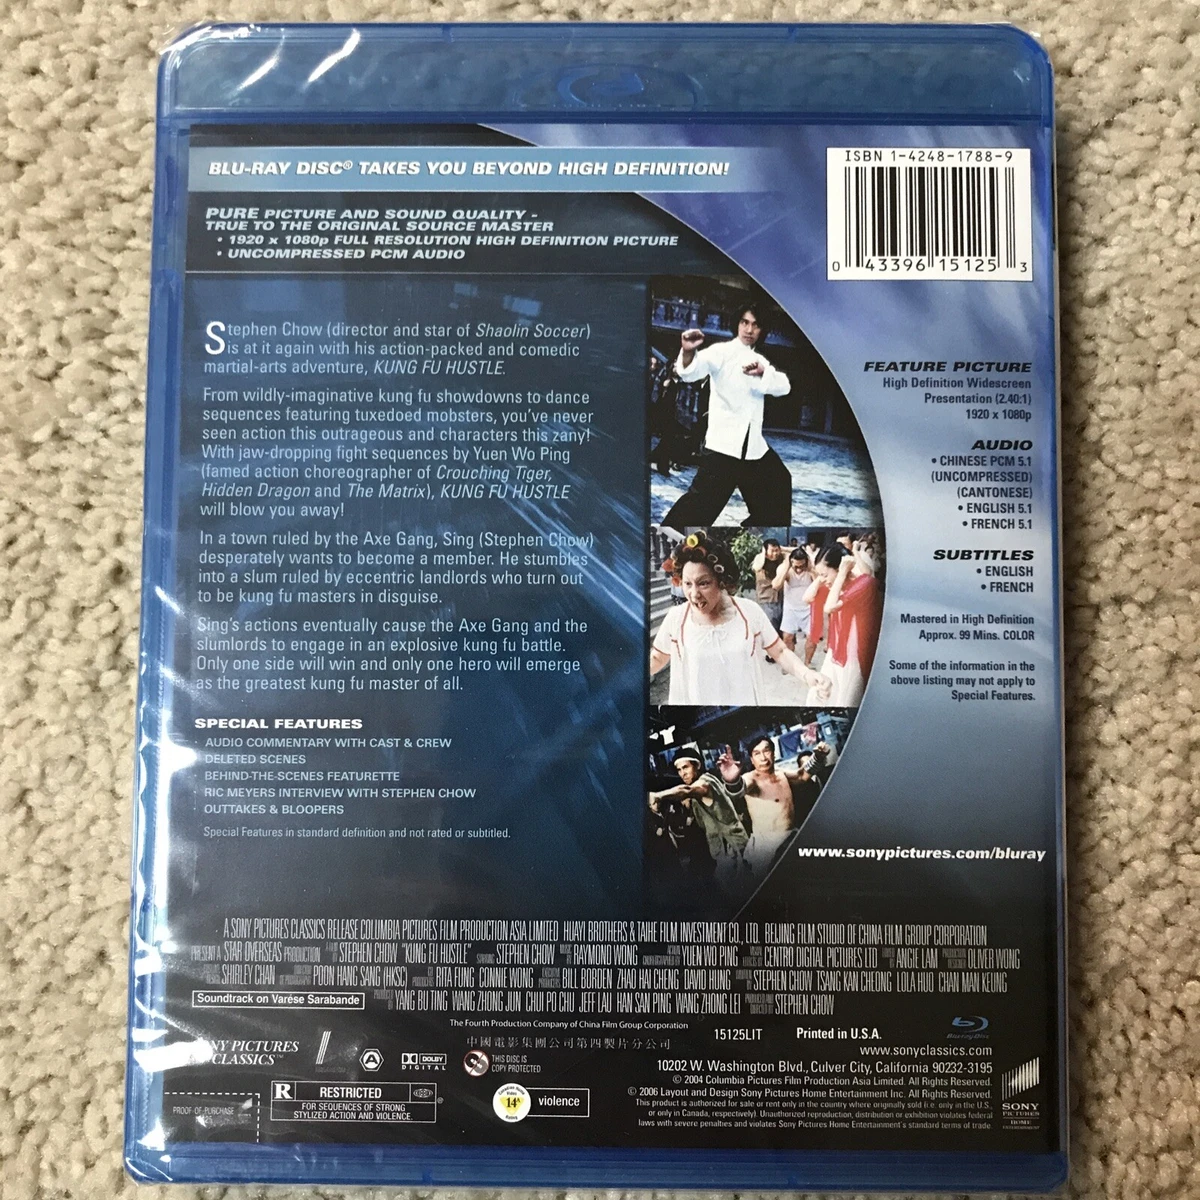 BLU-RAY DISC® TAKES YOU BEYOND HIGH DEFINITION!
PURE PICTURE AND SOUND QUALITY -
TRUE TO THE ORIGINAL SOURCE MASTER
• 1920 x 1080p FULL RESOLUTION HIGH DEFINITION PICTURE
• UNCOMPRESSED PCM AUDIO
ISBN 1-4248-1788-9
0 43396 15125 3
Stephen Chow (director and star of Shaolin Soccer)
is at it again with his action-packed and comedic
martial-arts adventure, KUNG FU HUSTLE.
From wildly-imaginative kung fu showdowns to dance
sequences featuring tuxedoed mobsters, you've never
seen action this outrageous and characters this zany!
With jaw-dropping fight sequences by Yuen Wo Ping
(famed action choreographer of Crouching Tiger,
Hidden Dragon and The Matrix), KUNG FU HUSTLE
will blow you away!
In a town ruled by the Axe Gang, Sing (Stephen Chow)
desperately wants to become a member. He stumbles
into a slum ruled by eccentric landlords who turn out
to be kung fu masters in disguise.
Sing's actions eventually cause the Axe Gang and the
slumlords to engage in an explosive kung fu battle.
Only one side will win and only one hero will emerge
as the greatest kung fu master of all.
SPECIAL FEATURES
· AUDIO COMMENTARY WITH CAST & CREW
· DELETED SCENES
· BEHIND-THE-SCENES FEATURETTE
· RIC MEYERS INTERVIEW WITH STEPHEN CHOW
· OUTTAKES & BLOOPERS
Special Features in standard definition and not rated or subtitled.
FEATURE PICTURE
High Definition Widescreen
Presentation (2.40:1)
1920 x 1080p
AUDIO
• CHINESE PCM 5.1
(UNCOMPRESSED)
(CANTONESE)
• ENGLISH 5.1
• FRENCH 5.1
SUBTITLES
• ENGLISH
• FRENCH
Mastered in High Definition
Approx. 99 Mins. COLOR
Some of the information in the
above listing may not apply to
Special Features.
www.sonypictures.com/bluray
A SONY PICTURES CLASSICS RELEASE COLUMBIA PICTURES FILM PRODUCTION ASIA LIMITED HUAYI BROTHERS & TAIHE FILM INVESTMENT CO., LTD. BEIJING FILM STUDIO OF CHINA FILM GROUP CORPORATION
PRESENT A STAR OVERSEAS PRODUCTION A FILM BY STEPHEN CHOW "KUNG FU HUSTLE" STARRING STEPHEN CHOW MUSIC BY RAYMOND WONG YUEN WO PING CENTRO DIGITAL PICTURES LTD ANGIE LAM OLIVER WONG
SHIRLEY CHAN POON HANG SANG (HKSC) RITA FUNG CONNIE WONG BILL BORDEN ZHAO HAI CHENG DAVID HUNG STEPHEN CHOW TSANG KAN CHEONG LOLA HUO CHAN MAN KEUNG
Soundtrack on Varèse Sarabande
PRODUCED BY YANG BU TING WANG ZHONG JUN CHUI PO CHU JEFF LAU HAN SAN PING WANG ZHONG LEI PRODUCED AND DIRECTED BY STEPHEN CHOW
The Fourth Production Company of China Film Group Corporation
中國電影集團公司第四製片分公司
15125LIT
Printed in U.S.A.
Blu-ray Disc
NY PICTURES
CLASSICS™
DOLBY
DIGITAL
THIS DISC IS
COPY PROTECTED
www.sonyclassics.com
10202 W. Washington Blvd., Culver City, California 90232-3195
© 2004 Columbia Pictures Film Production Asia Limited. All Rights Reserved.
© 2006 Layout and Design Sony Pictures Home Entertainment Inc. All Rights Reserved.
This product is authorized for sale or rent only in the country where originally sold (i.e. only in the U.S.,
or only in Canada, respectively). Unauthorized reproduction, distribution or exhibition violates federal
laws with severe penalties and violates Sony Pictures Home Entertainment's standard terms of trade.
SONY
PICTURES
HOME
ENTERTAINMENT
PROOF-OF-PURCHASE
R RESTRICTED ®
FOR SEQUENCES OF STRONG
STYLIZED ACTION AND VIOLENCE.
Canadian Home
Video
14A
Rating
violence